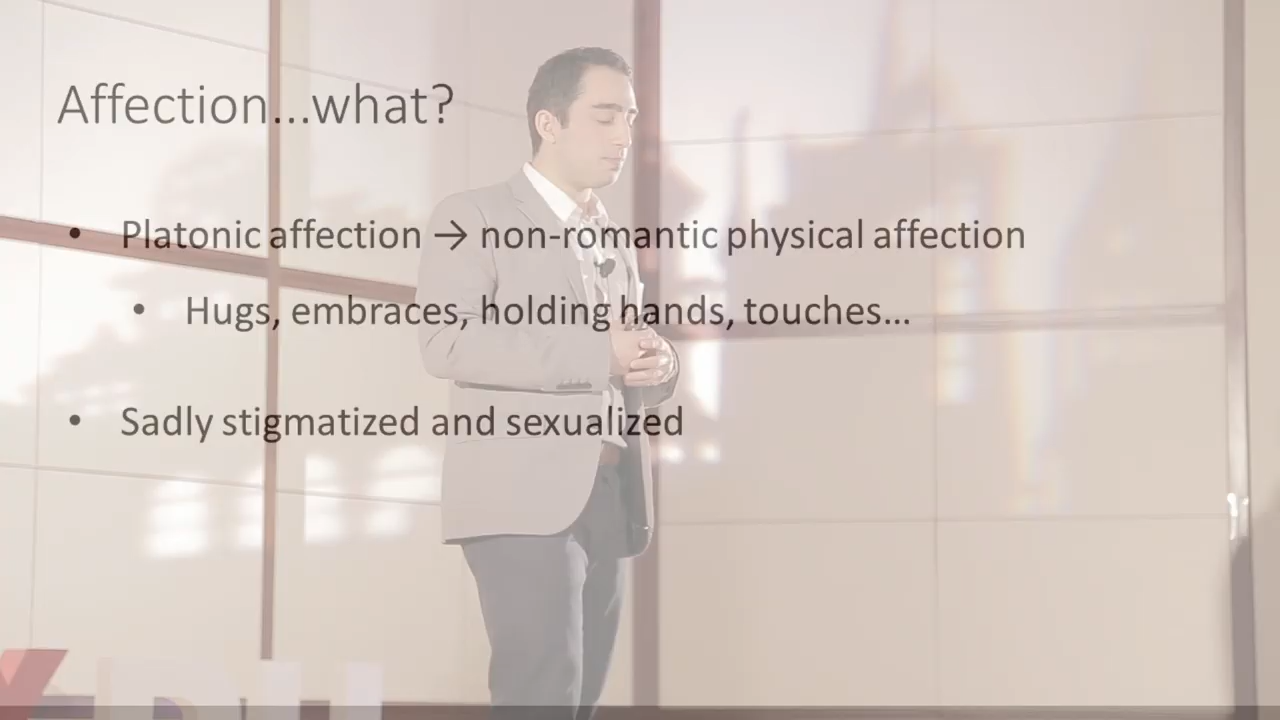 Affection...what?
• Platonic affection → non-romantic physical affection
• Hugs, embraces, holding hands, touches...
• Sadly stigmatized and sexualized